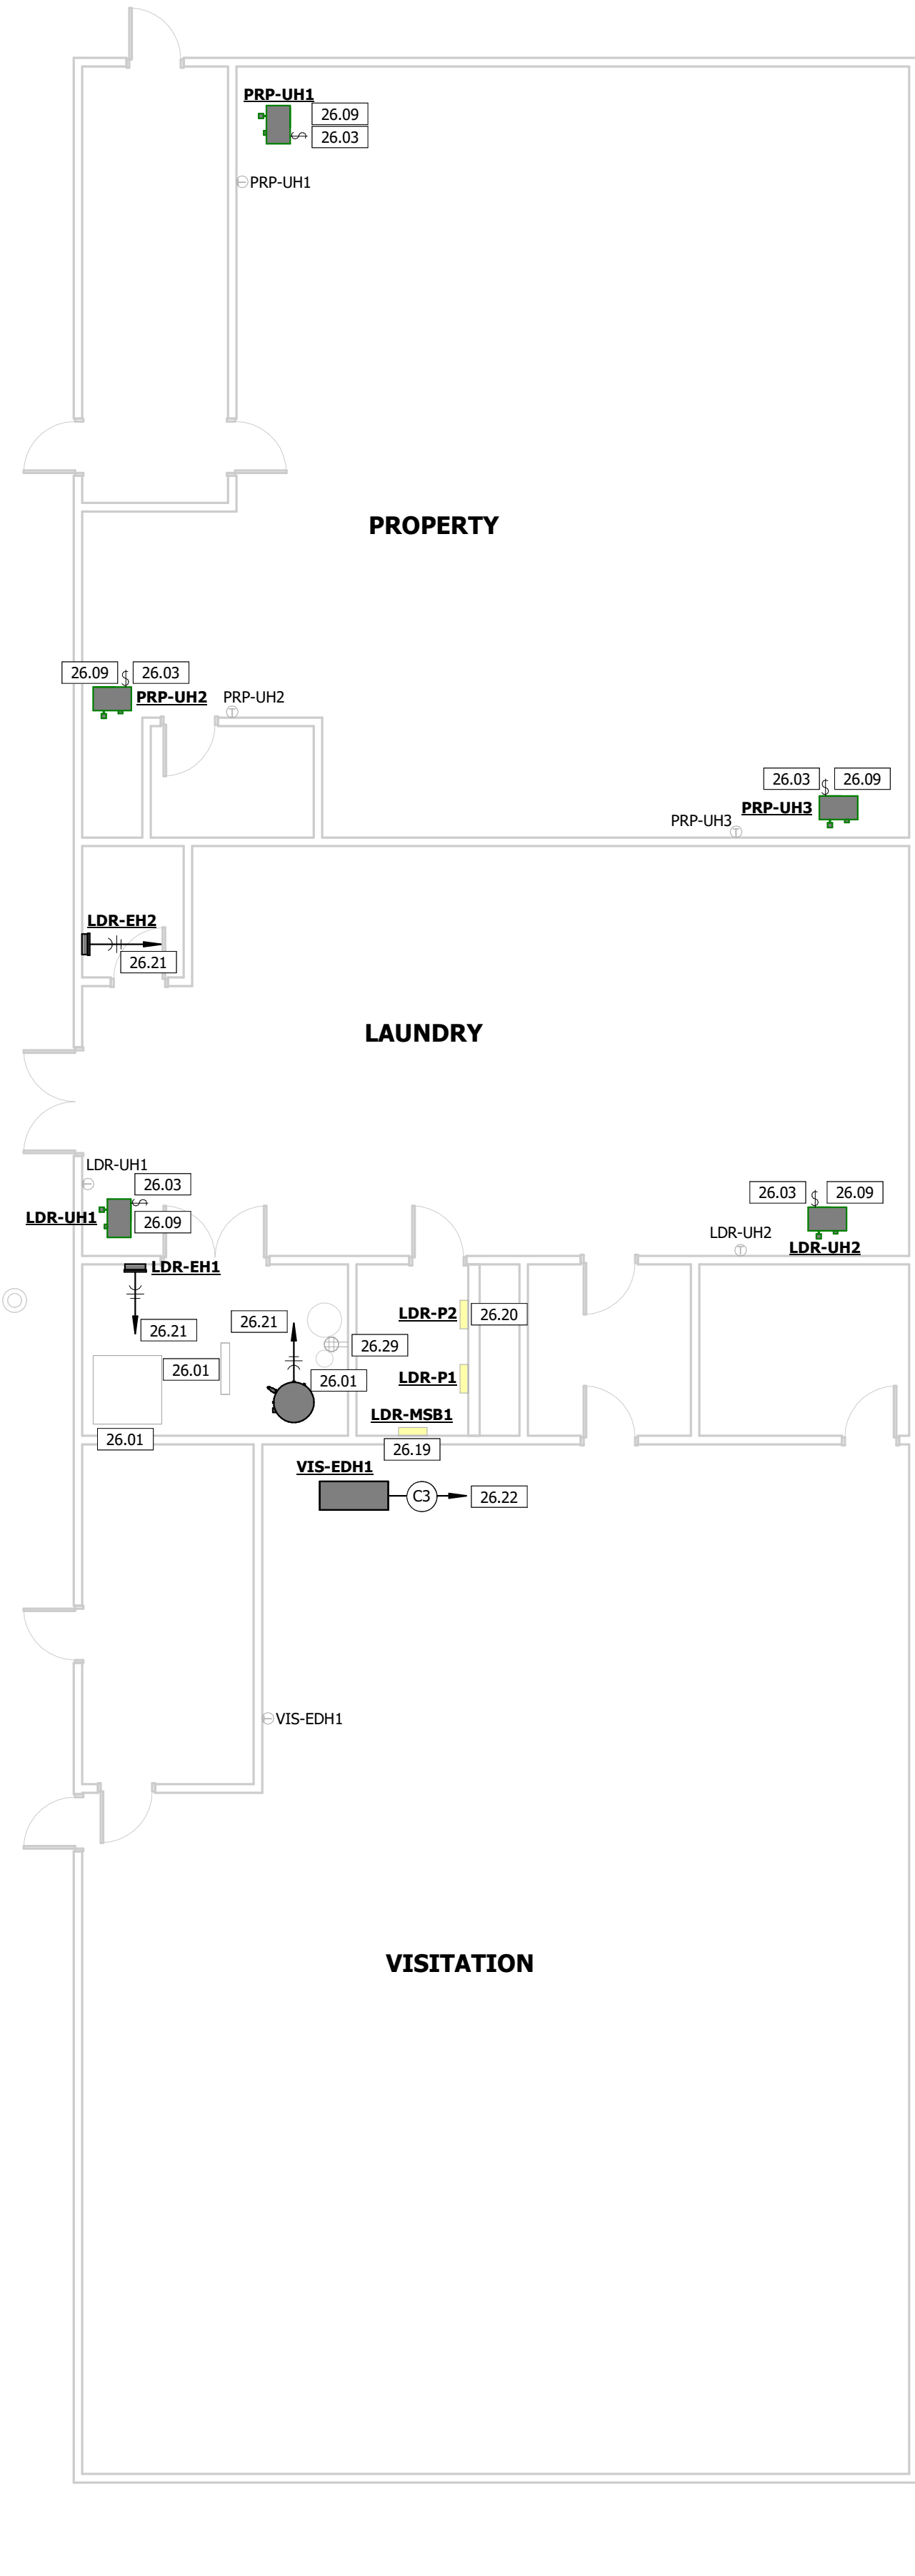 PRP-UH1
26.09
26.03
PRP-UH1
PROPERTY
26.09
26.03
PRP-UH2
PRP-UH2
26.03
26.09
PRP-UH3
PRP-UH3
T
T
LDR-EH2
26.21
LAUNDRY
LDR-UH1
26.03
LDR-UH1
26.09
26.03
26.09
LDR-UH2
T
LDR-UH2
LDR-EH1
26.21
26.21
LDR-P2
26.20
26.29
26.01
26.01
LDR-P1
LDR-MSB1
26.01
26.19
VIS-EDH1
C3
26.22
VIS-EDH1
VISITATION